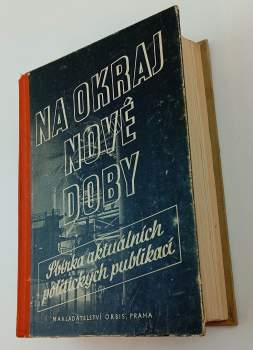 NA OKRAJ
NOVÉ
DOBY
Sbírka aktuálních
politických publikací
NAKLADATELSTVÍ ORBIS, PRAHA